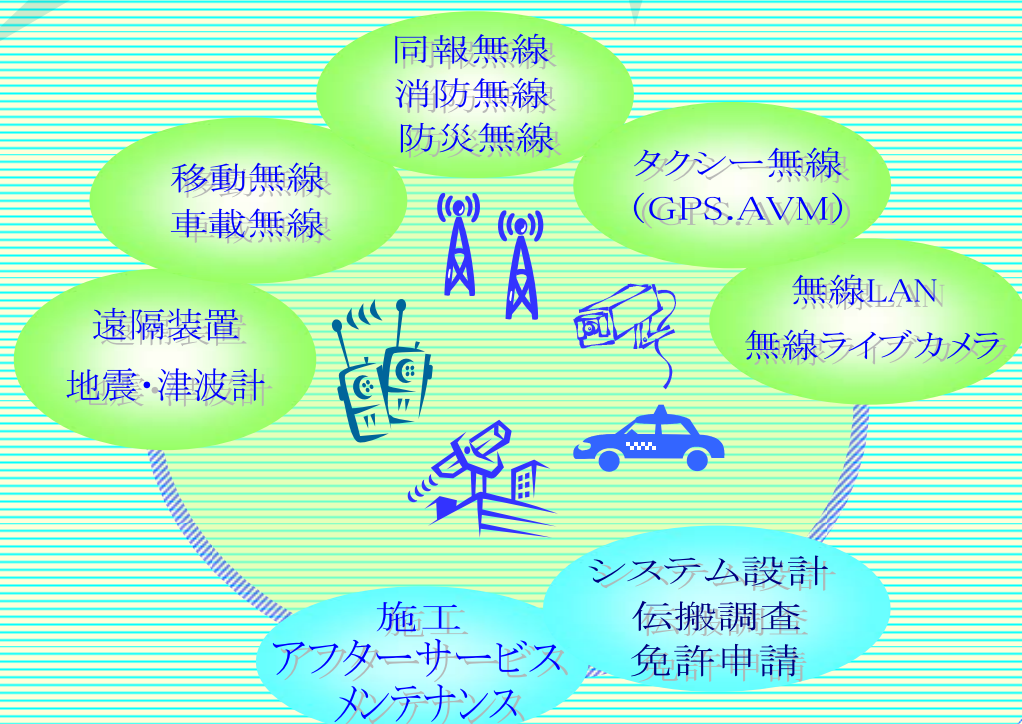 同報無線
消防無線
防災無線
移動無線
車載無線
タクシー無線
（GPS.AVM）
遠隔装置
地震・津波計
無線LAN
無線ライブカメラ
システム設計
伝搬調査
免許申請
施工
アフターサービス
メンテナンス